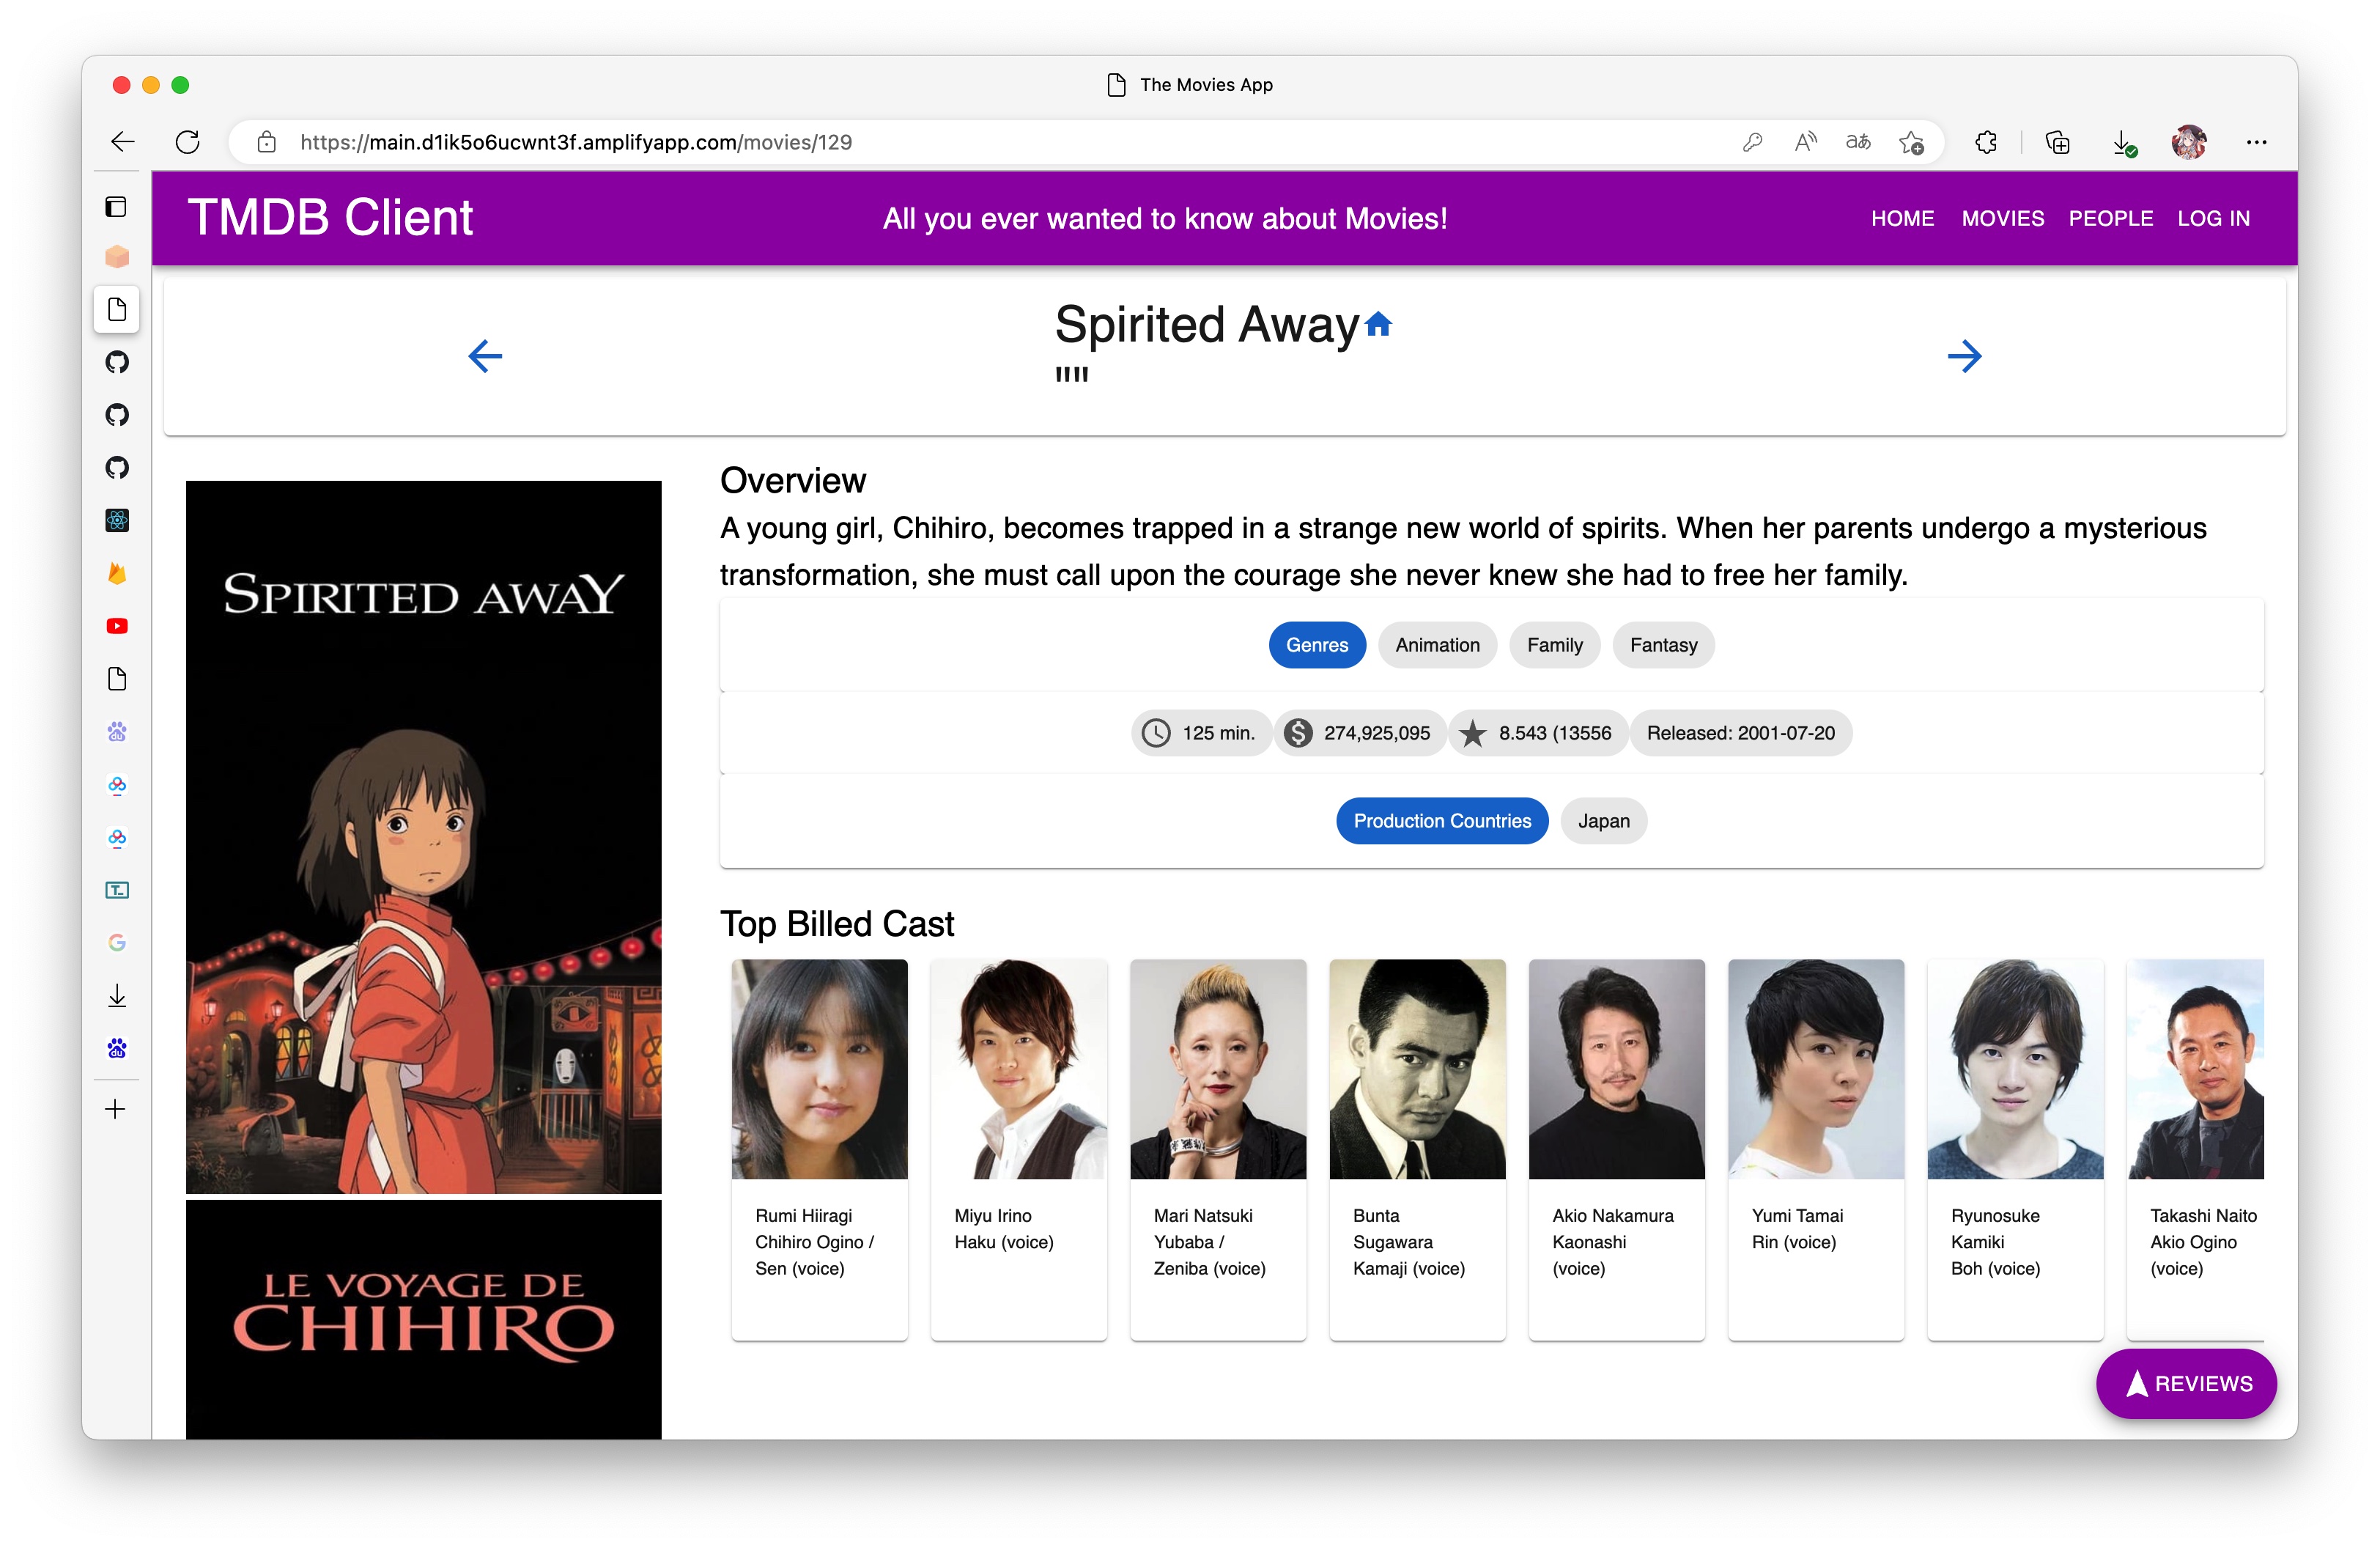 The Movies App
https://main.d1ik5o6ucwnt3f.amplifyapp.com/movies/129
TMDB Client
All you ever wanted to know about Movies!
HOME MOVIES PEOPLE LOG IN
Spirited Away
""
SPIRITED AWAY
LE VOYAGE DE
CHIHIRO
Overview
A young girl, Chihiro, becomes trapped in a strange new world of spirits. When her parents undergo a mysterious
transformation, she must call upon the courage she never knew she had to free her family.
Genres Animation Family Fantasy
125 min. 274,925,095 8.543 (13556 Released: 2001-07-20
Production Countries Japan
Top Billed Cast
Rumi Hiiragi
Chihiro Ogino /
Sen (voice)
Miyu Irino
Haku (voice)
Mari Natsuki
Yubaba /
Zeniba (voice)
Bunta
Sugawara
Kamaji (voice)
Akio Nakamura
Kaonashi
(voice)
Yumi Tamai
Rin (voice)
Ryunosuke
Kamiki
Boh (voice)
Takashi Naito
Akio Ogino
(voice)
REVIEWS